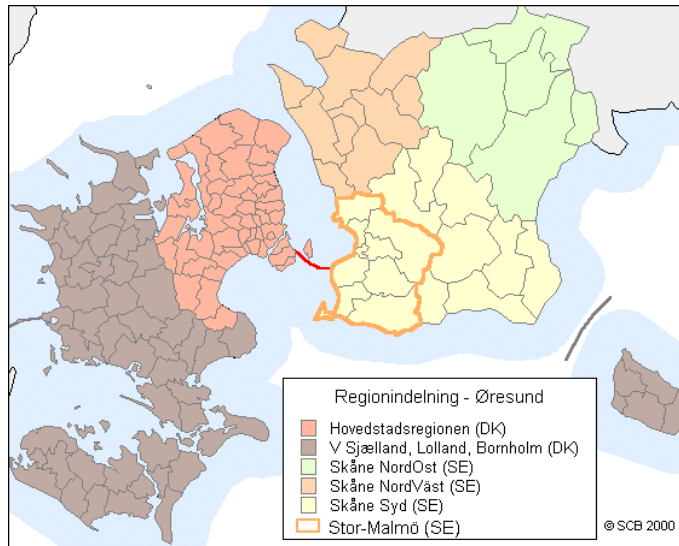 Regionindelning - Øresund
Hovedstadsregionen (DK)
V Sjælland, Lolland, Bornholm (DK)
Skåne NordOst (SE)
Skåne NordVäst (SE)
Skåne Syd (SE)
Stor-Malmö (SE)
© SCB 2000